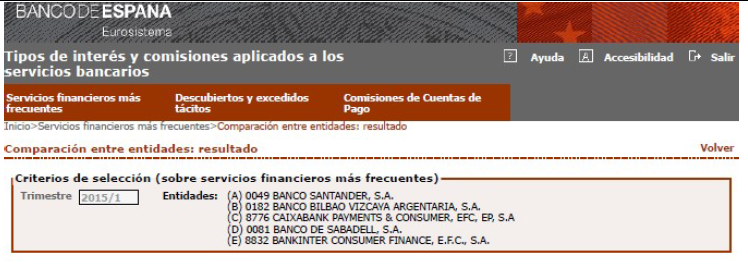 BANCO DE ESPAÑA
Eurosistema
Tipos de interés y comisiones aplicados a los
servicios bancarios
? Ayuda A Accesibilidad Salir
Servicios financieros más
frecuentes
Descubiertos y excedidos
tácitos
Comisiones de Cuentas de
Pago
Inicio>Servicios financieros más frecuentes>Comparación entre entidades: resultado
Comparación entre entidades: resultado
Volver
Criterios de selección (sobre servicios financieros más frecuentes)
Trimestre 2015/1 Entidades: (A) 0049 BANCO SANTANDER, S.A.
(B) 0182 BANCO BILBAO VIZCAYA ARGENTARIA, S.A.
(C) 8776 CAIXABANK PAYMENTS & CONSUMER, EFC, EP, S.A
(D) 0081 BANCO DE SABADELL, S.A.
(E) 8832 BANKINTER CONSUMER FINANCE, E.F.C., S.A.